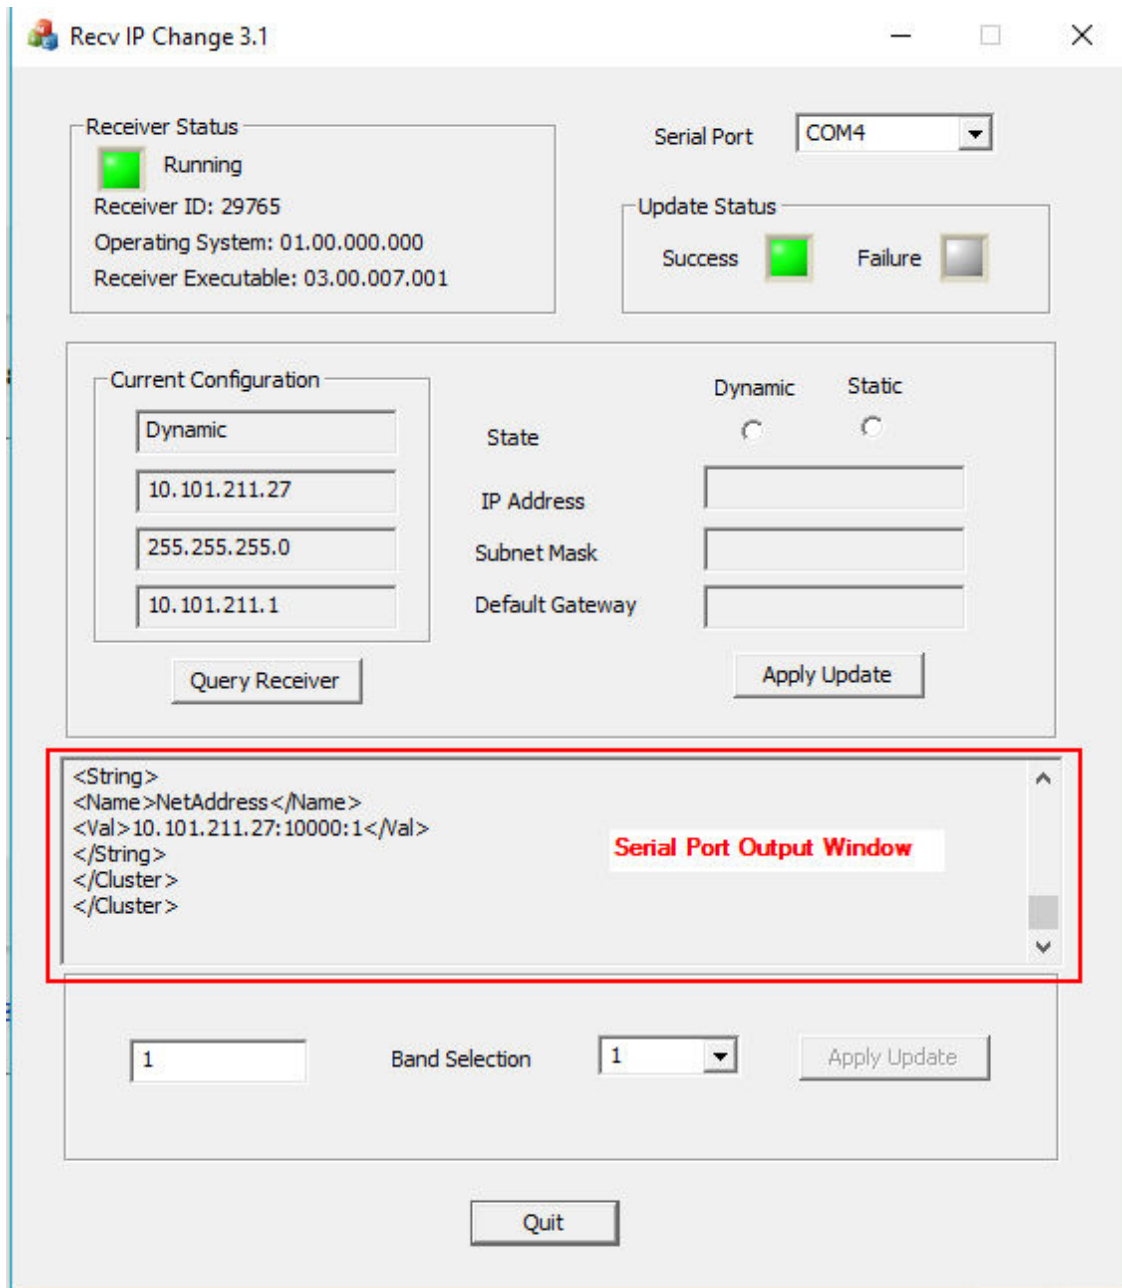 Recv IP Change 3.1
Receiver Status
Running
Receiver ID: 29765
Operating System: 01.00.000.000
Receiver Executable: 03.00.007.001
Serial Port
COM4
Update Status
Success
Failure
Current Configuration
Dynamic
10.101.211.27
255.255.255.0
10.101.211.1
Query Receiver
Dynamic Static
State
IP Address
Subnet Mask
Default Gateway
Apply Update
<String>
<Name>NetAddress</Name>
<Val>10.101.211.27:10000:1</Val>
</String>
</Cluster>
</Cluster>
Serial Port Output Window
1
Band Selection
1
Apply Update
Quit